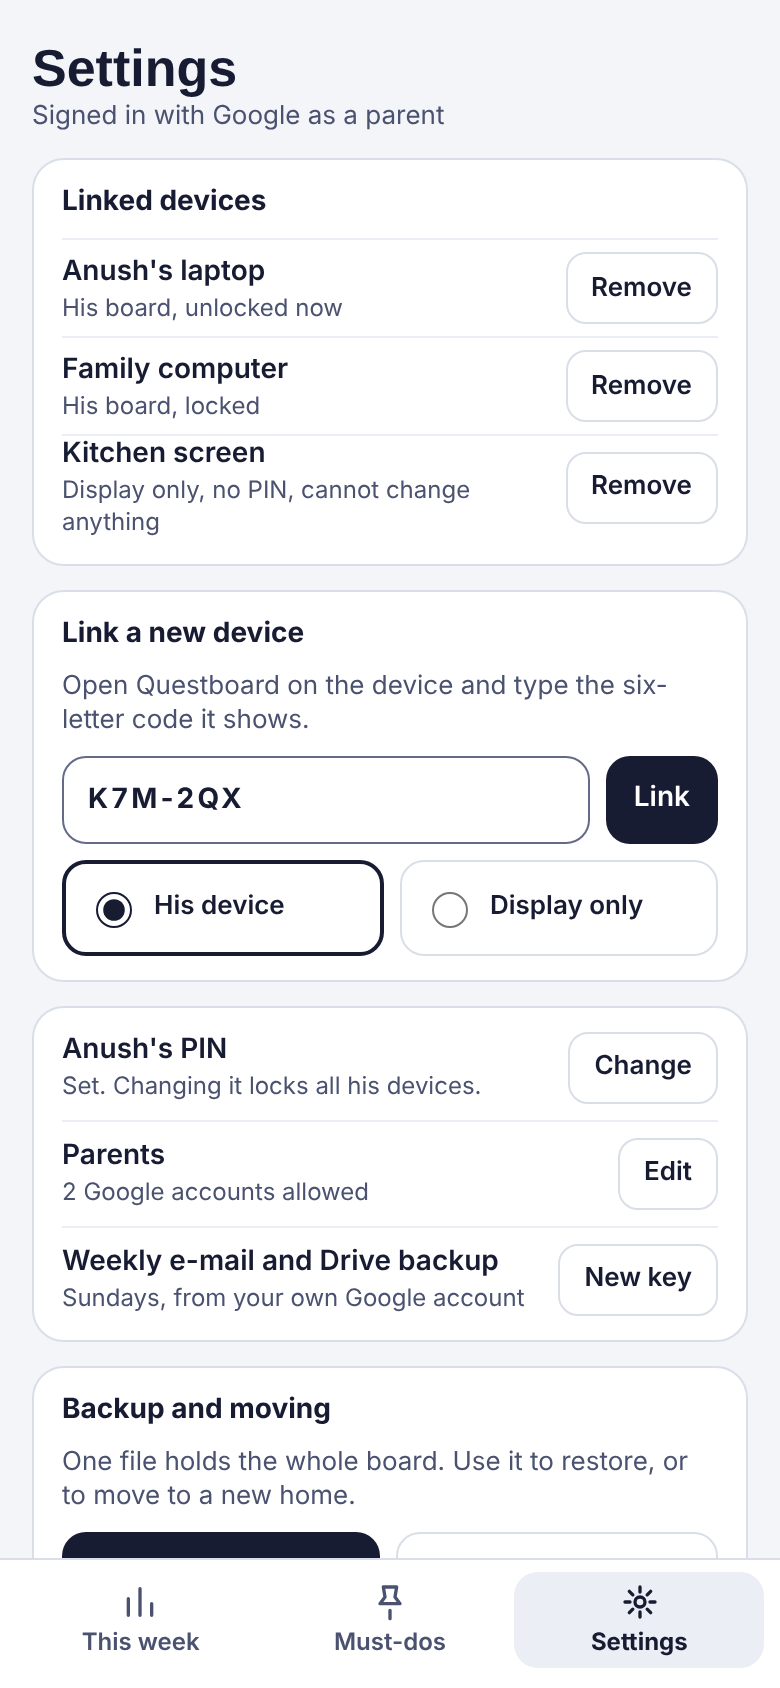 Settings
Signed in with Google as a parent
Linked devices
Anush's laptop
His board, unlocked now
Remove
Family computer
His board, locked
Remove
Kitchen screen
Display only, no PIN, cannot change
anything
Remove
Link a new device
Open Questboard on the device and type the six-
letter code it shows.
K7M-2QX
Link
His device
Display only
Anush's PIN
Set. Changing it locks all his devices.
Change
Parents
2 Google accounts allowed
Edit
Weekly e-mail and Drive backup
Sundays, from your own Google account
New key
Backup and moving
One file holds the whole board. Use it to restore, or
to move to a new home.
This week
Must-dos
Settings